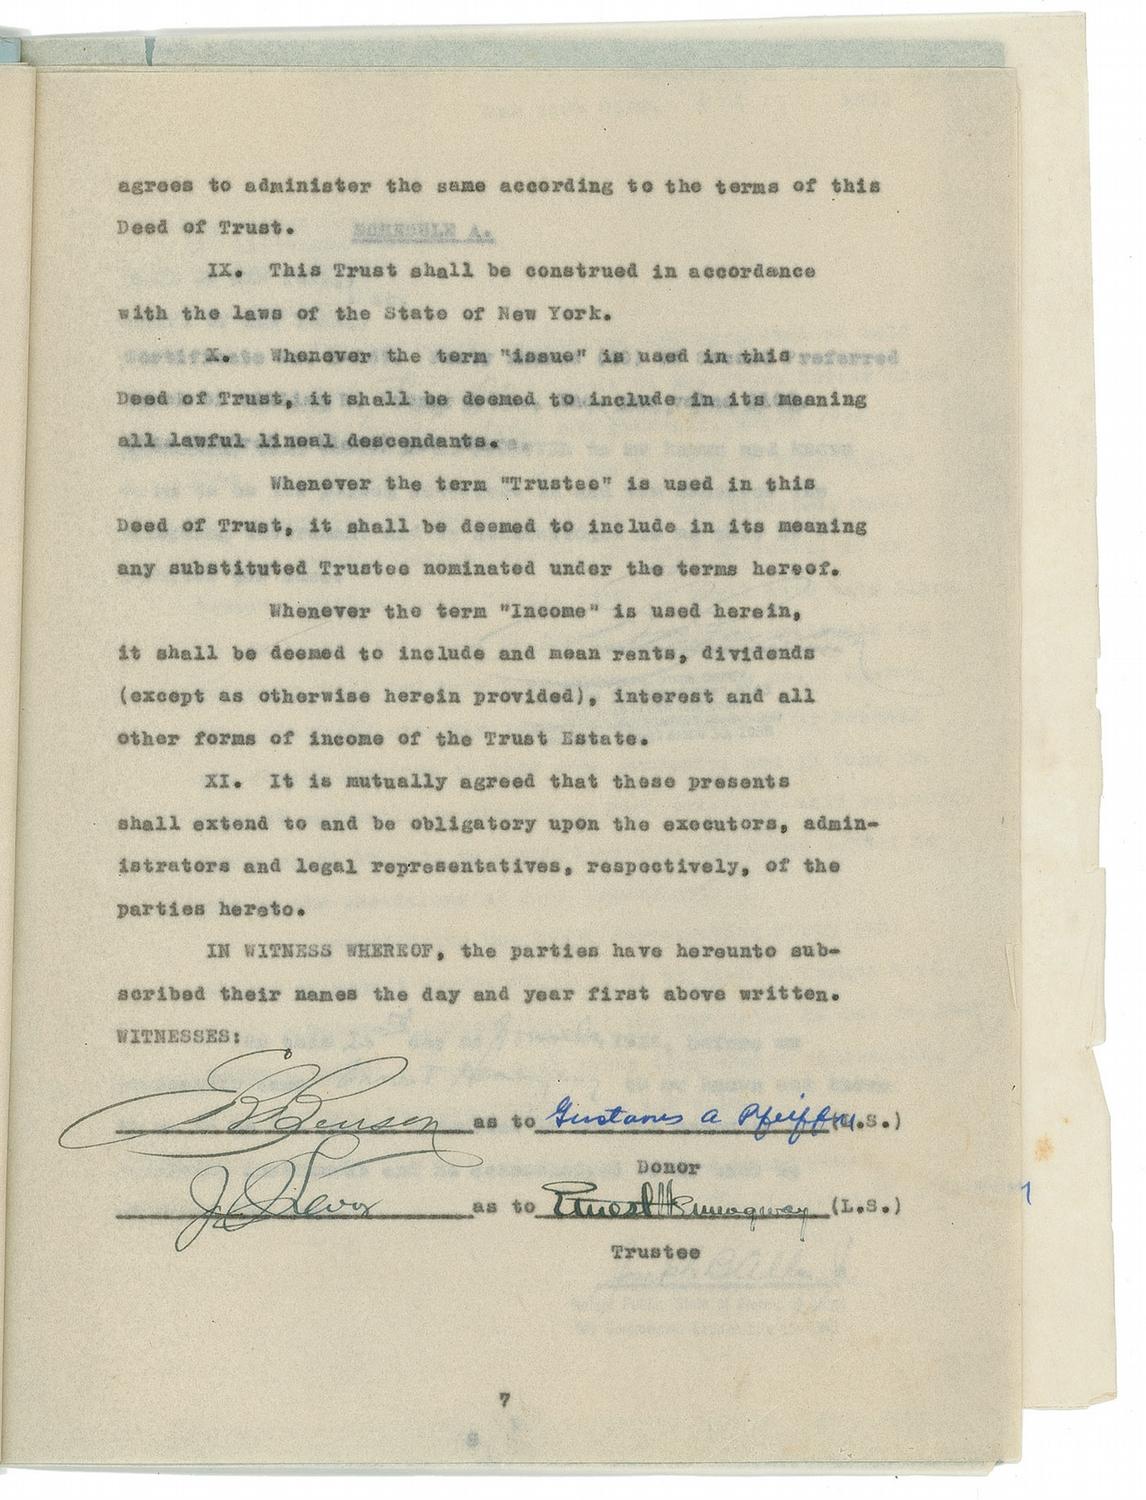 agrees to administer the same according to the terms of this
Deed of Trust.
SCHEDULE A.
IX. This Trust shall be construed in accordance
with the laws of the State of New York.
X. Whenever the term "issue" is used in this
Deed of Trust, it shall be deemed to include in its meaning
all lawful lineal descendants.
Whenever the term "Trustee" is used in this
Deed of Trust, it shall be deemed to include in its meaning
any substituted Trustee nominated under the terms hereof.
Whenever the term "Income" is used herein,
it shall be deemed to include and mean rents, dividends
(except as otherwise herein provided), interest and all
other forms of income of the Trust Estate.
XI. It is mutually agreed that these presents
shall extend to and be obligatory upon the executors, admin-
istrators and legal representatives, respectively, of the
parties hereto.
IN WITNESS WHEREOF, the parties have hereunto sub-
scribed their names the day and year first above written.
WITNESSES:
Benson as to Gustavus A Pfeiffer (L.S.)
Donor
as to Ernest Hemingway (L.S.)
Trustee
7
8